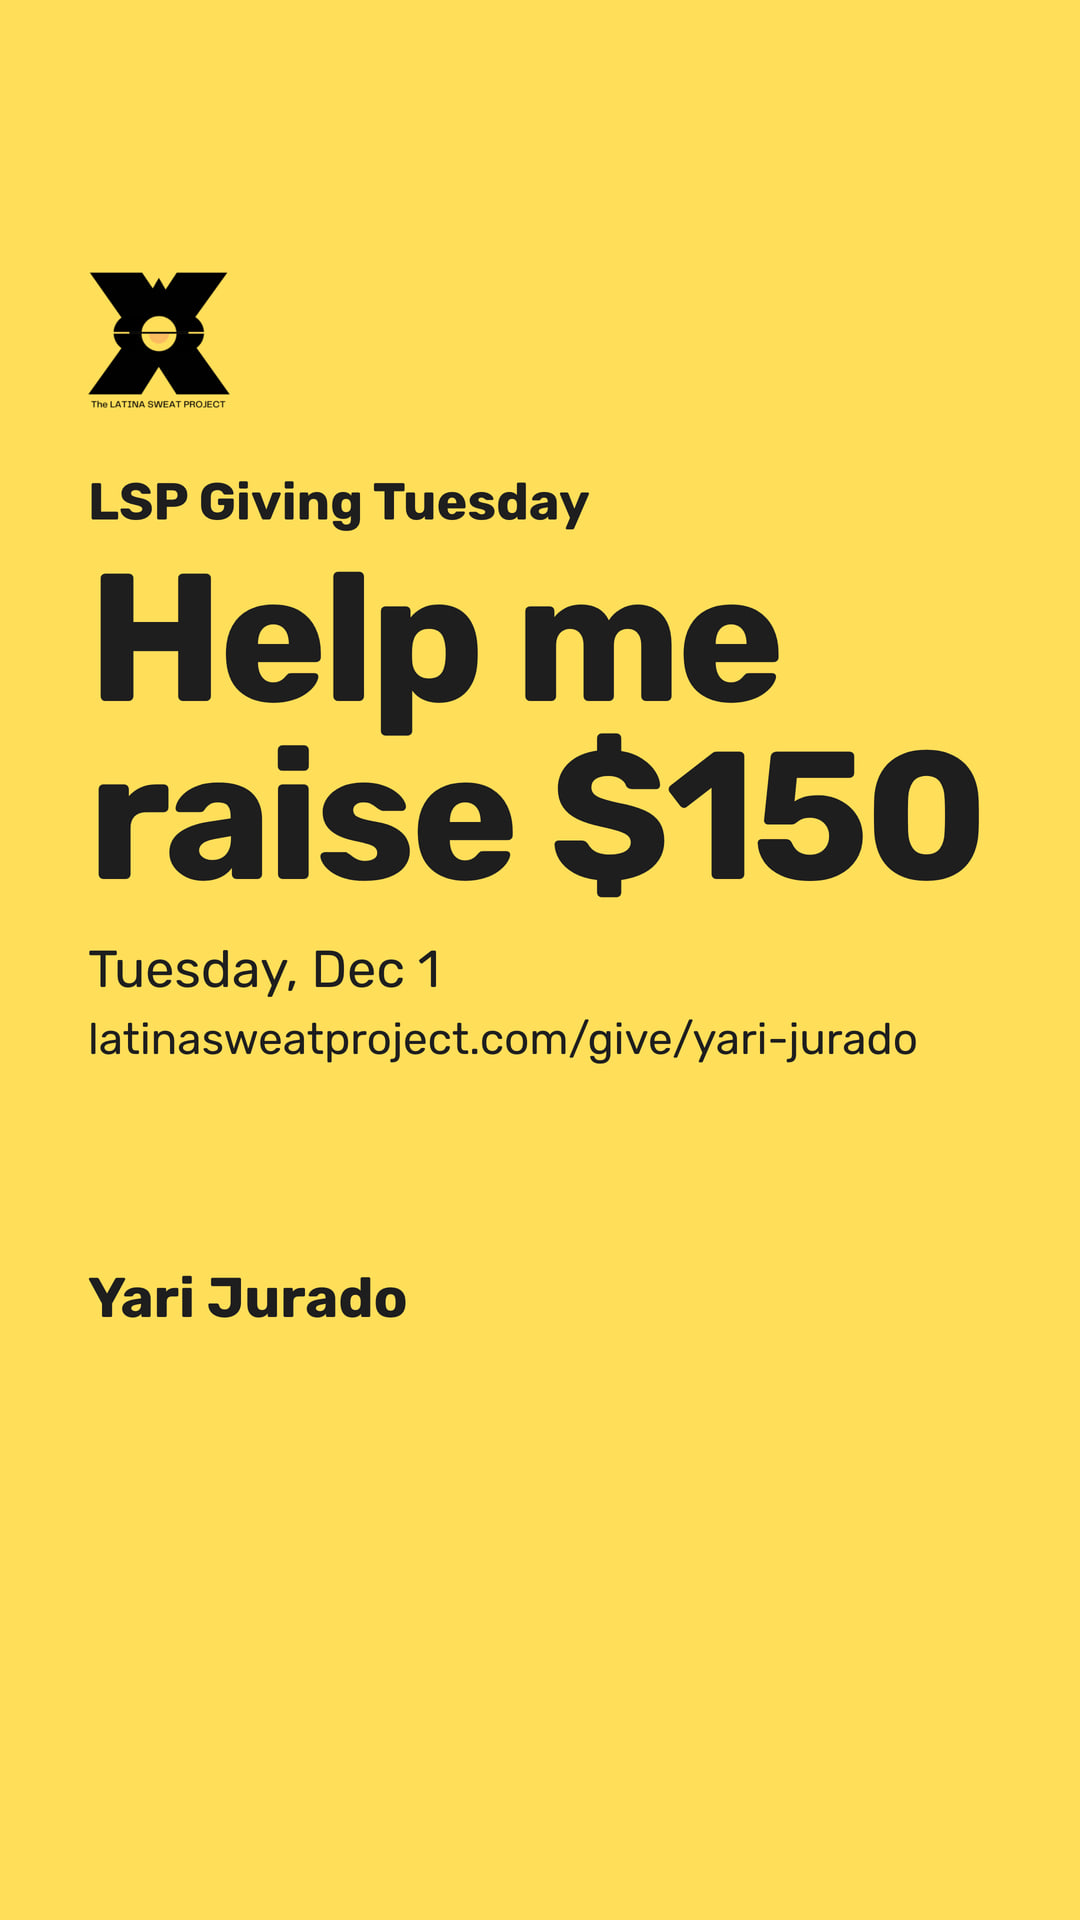 The LATINA SWEAT PROJECT
LSP Giving Tuesday
Help me
raise $150
Tuesday, Dec 1
latinasweatproject.com/give/yari-jurado
Yari Jurado